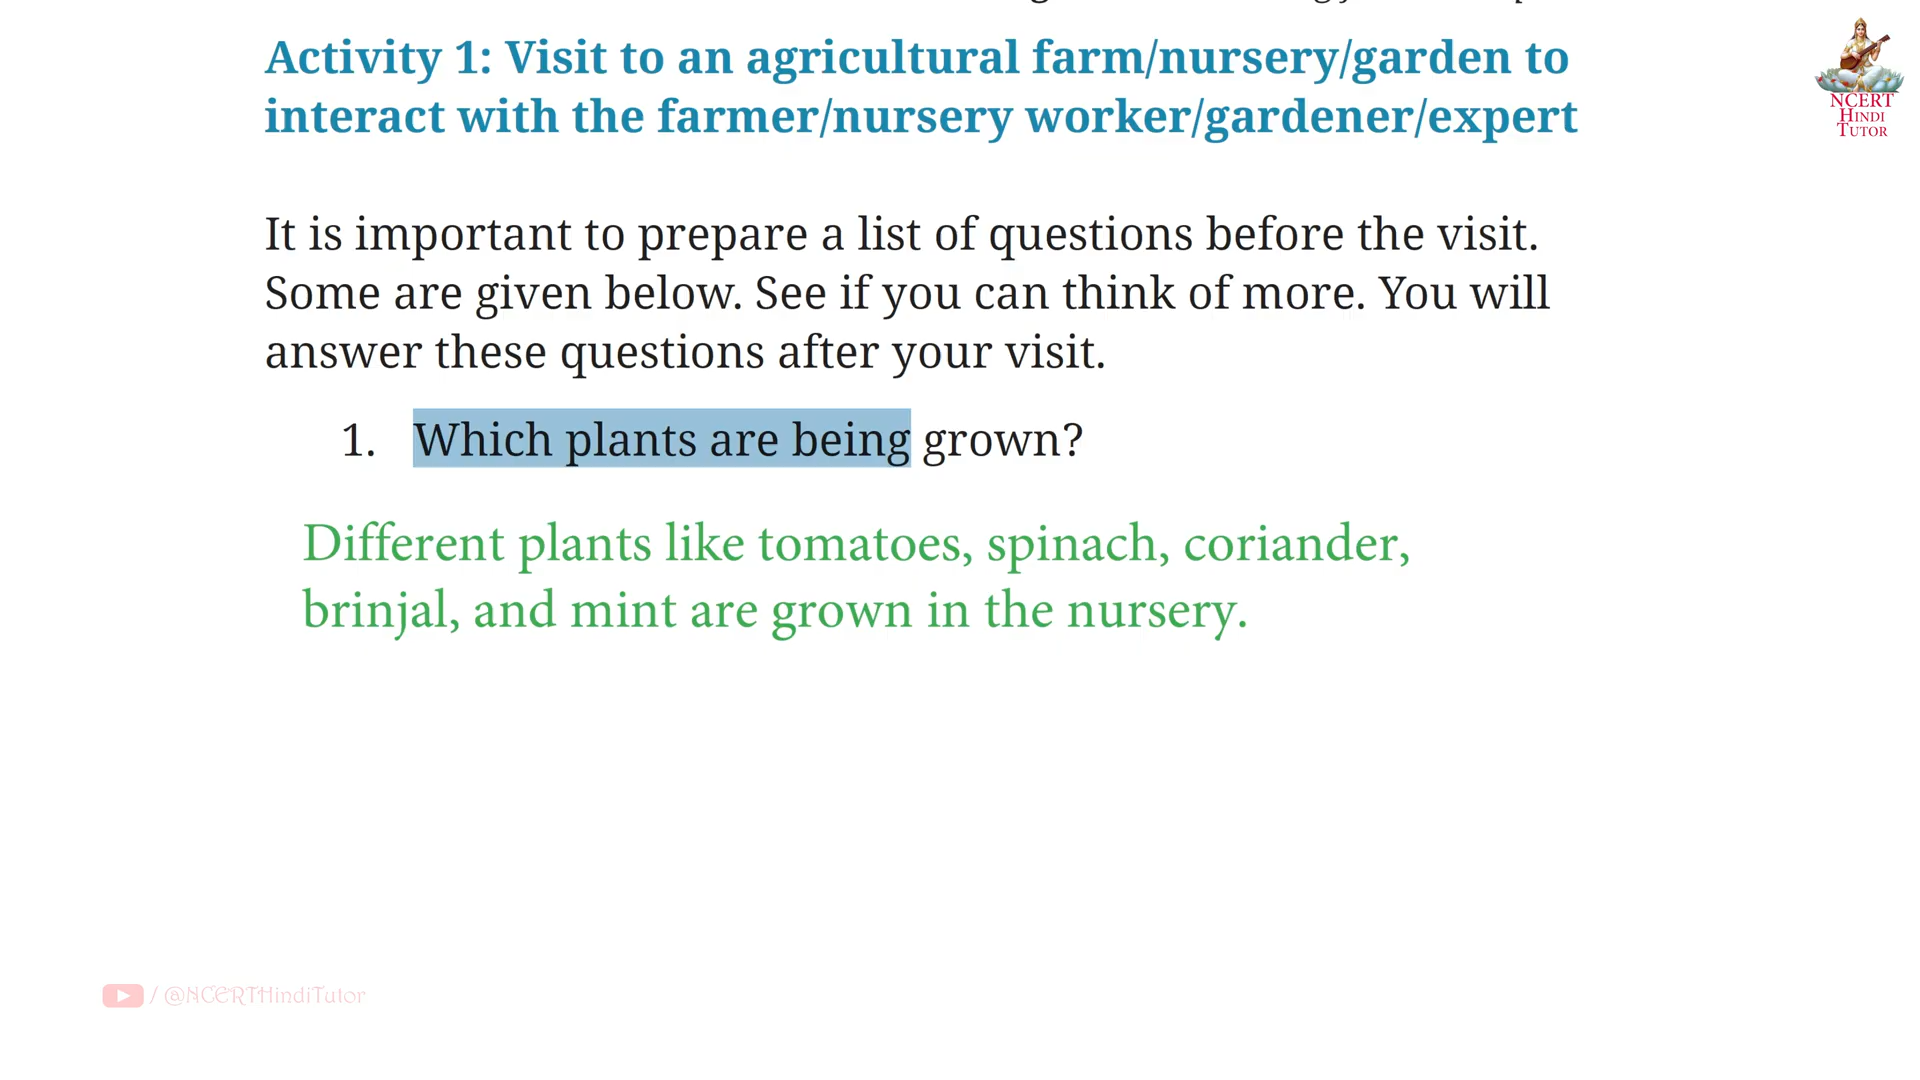 Activity 1: Visit to an agricultural farm/nursery/garden to
interact with the farmer/nursery worker/gardener/expert
NCERT
HINDI
TUTOR
It is important to prepare a list of questions before the visit.
Some are given below. See if you can think of more. You will
answer these questions after your visit.
1. Which plants are being grown?
Different plants like tomatoes, spinach, coriander,
brinjal, and mint are grown in the nursery.
/ @NCERTHindiTutor